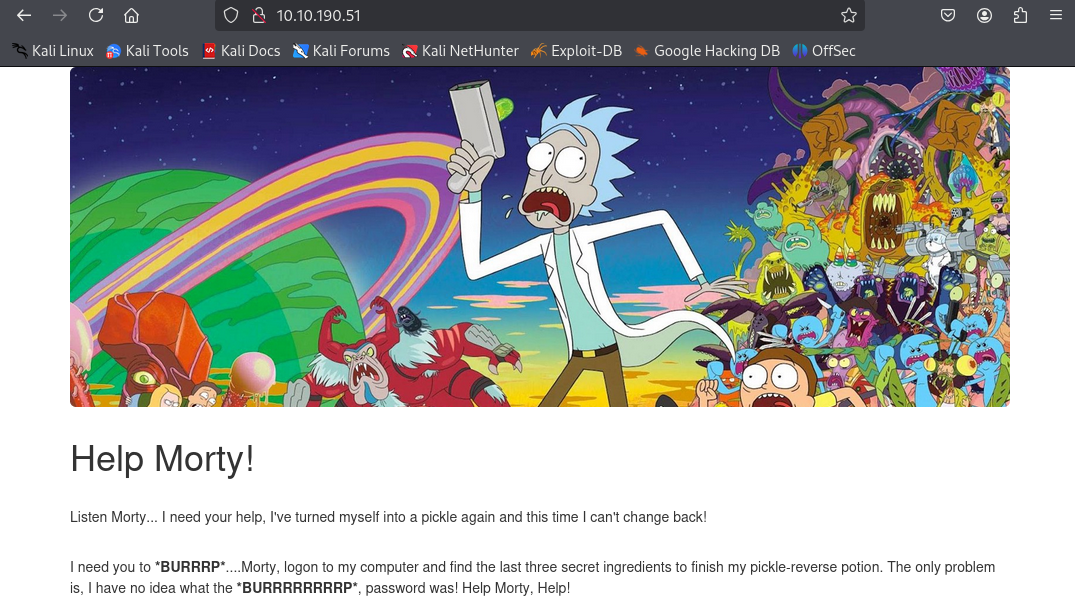 10.10.190.51
Kali Linux Kali Tools Kali Docs Kali Forums Kali NetHunter Exploit-DB Google Hacking DB OffSec
Help Morty!
Listen Morty... I need your help, I've turned myself into a pickle again and this time I can't change back!
I need you to *BURRRP*....Morty, logon to my computer and find the last three secret ingredients to finish my pickle-reverse potion. The only problem
is, I have no idea what the *BURRRRRRRRP*, password was! Help Morty, Help!